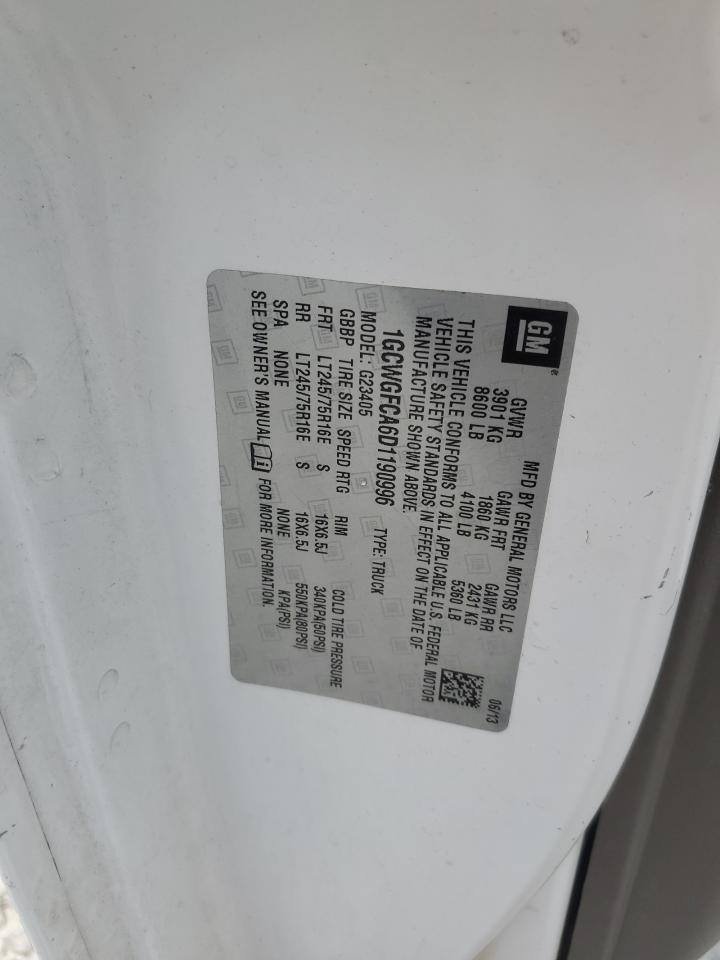 GM
MFD BY GENERAL MOTORS LLC
06/13
GVWR GAWR FRT GAWR RR
3901 KG 1860 KG 2431 KG
8600 LB 4100 LB 5360 LB
THIS VEHICLE CONFORMS TO ALL APPLICABLE U.S. FEDERAL MOTOR
VEHICLE SAFETY STANDARDS IN EFFECT ON THE DATE OF
MANUFACTURE SHOWN ABOVE.
1GCWGFCA6D1190996
MODEL: G23405 TYPE: TRUCK
GBBP TIRE SIZE SPEED RTG RIM COLD TIRE PRESSURE
FRT LT245/75R16E S 16X6.5J 340KPA(50PSI)
RR LT245/75R16E S 16X6.5J 550KPA(80PSI)
SPA NONE NONE KPA(PSI)
SEE OWNER'S MANUAL FOR MORE INFORMATION.